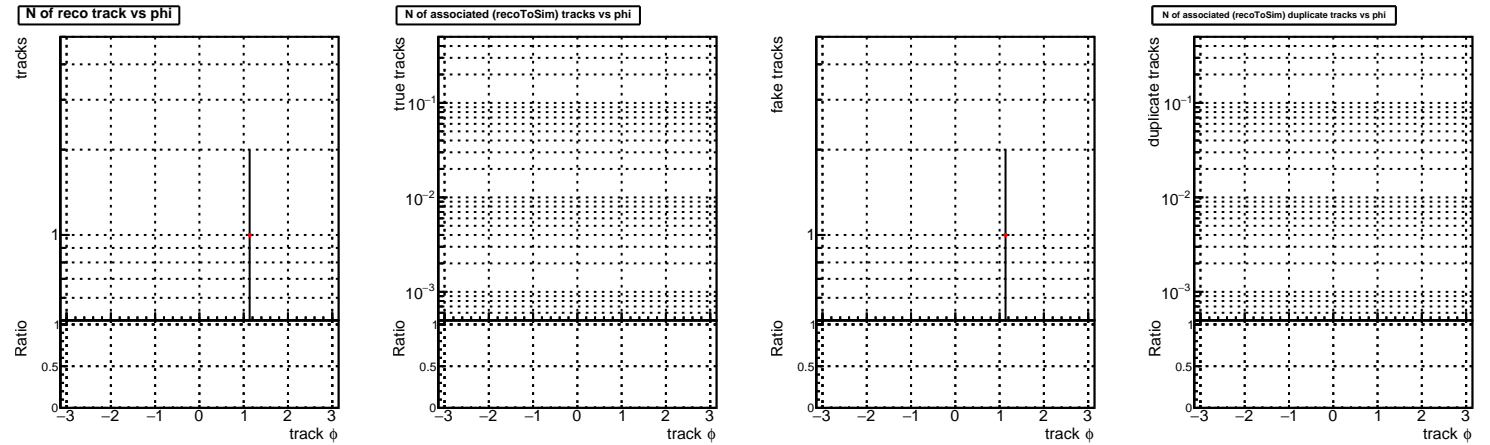 N of reco track vs phi
tracks
1
Ratio
1
0.5
0
−3 −2 −1 0 1 2 3
track ϕ
N of associated (recoToSim) tracks vs phi
true tracks
10−1
10−2
10−3
Ratio
1
0.5
0
−3 −2 −1 0 1 2 3
track ϕ
fake tracks
1
Ratio
1
0.5
0
−3 −2 −1 0 1 2 3
track ϕ
N of associated (recoToSim) duplicate tracks vs phi
duplicate tracks
10−1
10−2
10−3
Ratio
1
0.5
0
−3 −2 −1 0 1 2 3
track ϕ